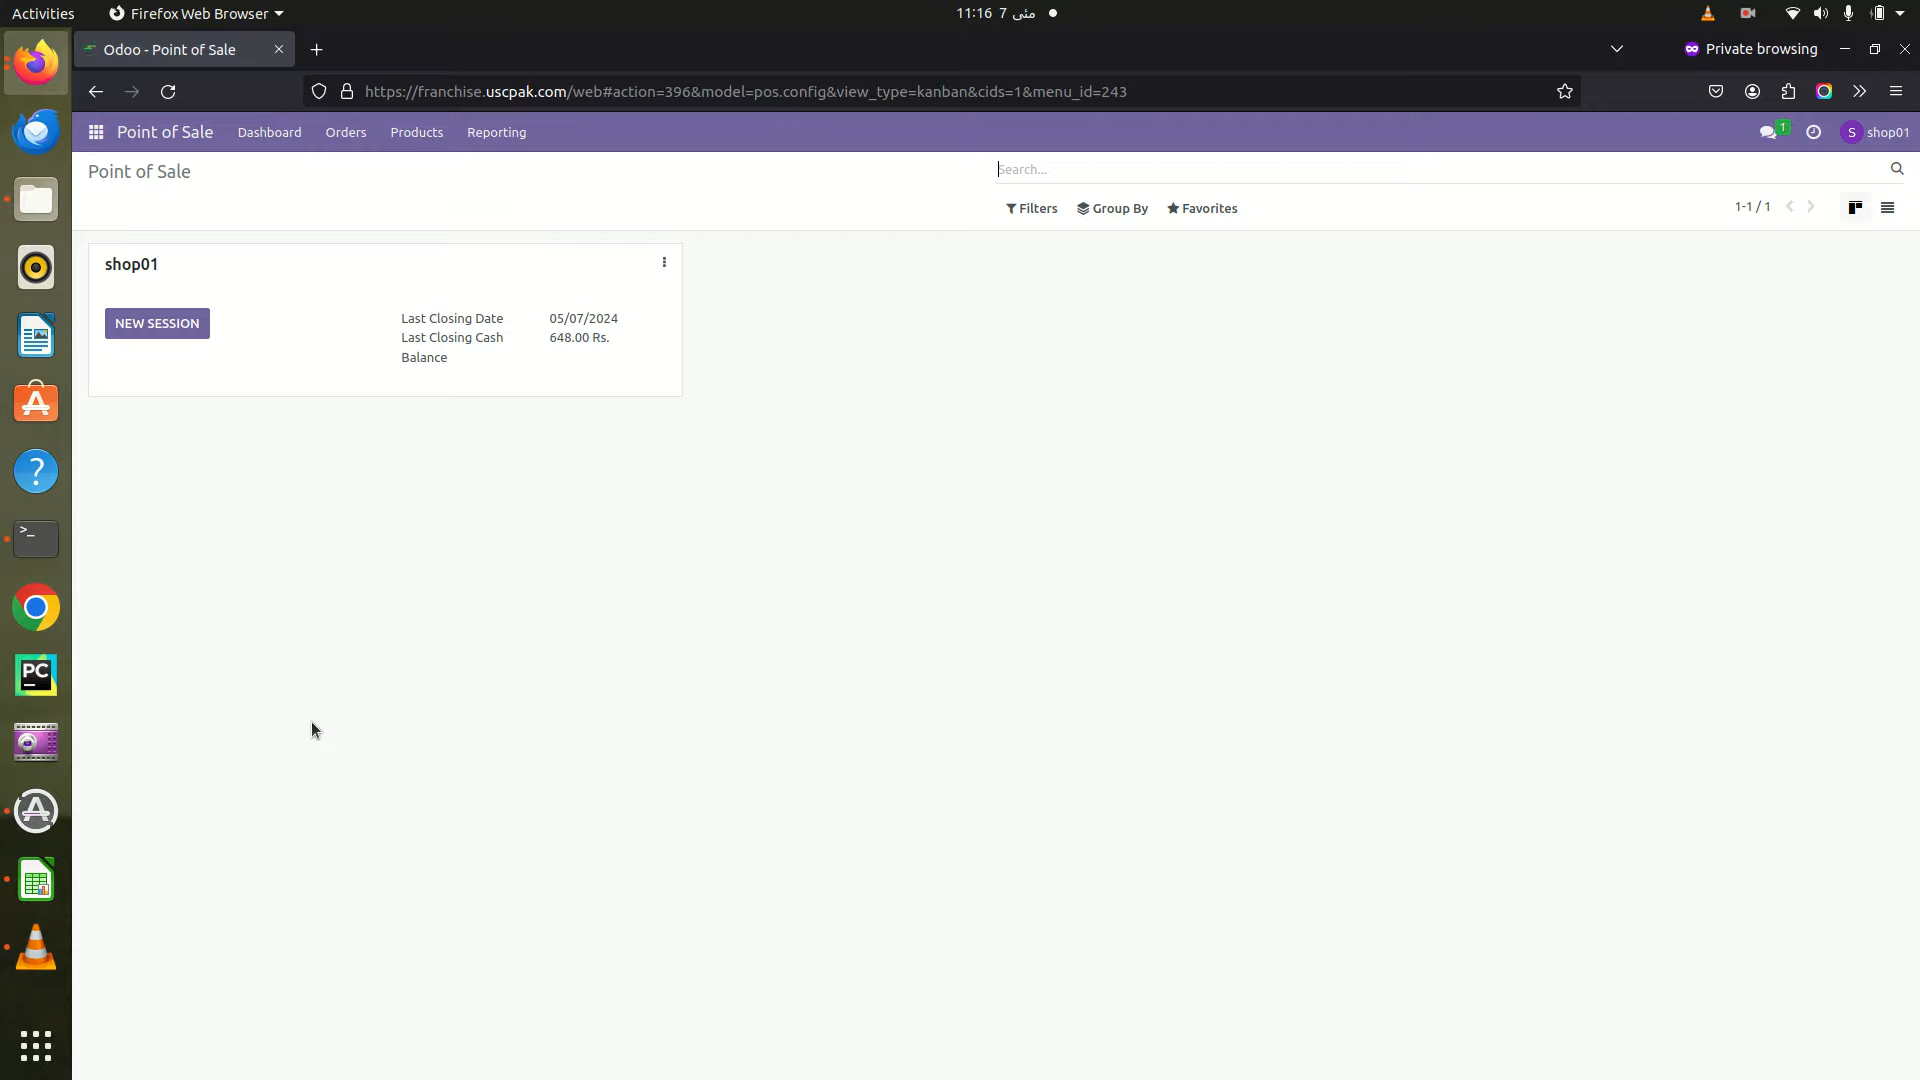 Activities
Firefox Web Browser
11:16 7 مئی
Odoo - Point of Sale
Private browsing
https://franchise.uscpak.com/web#action=396&model=pos.config&view_type=kanban&cids=1&menu_id=243
Point of Sale
Dashboard
Orders
Products
Reporting
1
S
shop01
Point of Sale
Search...
Filters
Group By
Favorites
1-1 / 1
shop01
NEW SESSION
Last Closing Date
05/07/2024
Last Closing Cash
648.00 Rs.
Balance
?
>_
PC